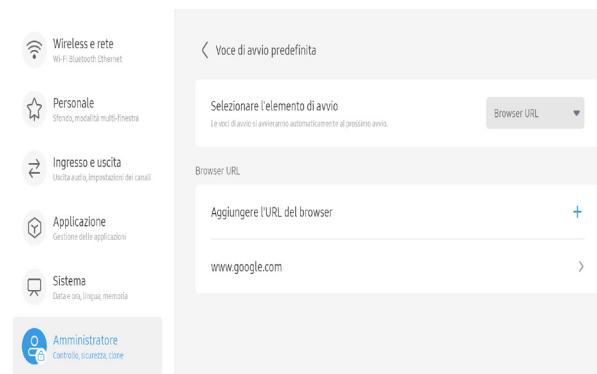 Wireless e rete
Wi-Fi Bluetooth Ethernet
Personale
Sfondo, modalità multi-finestra
Ingresso e uscita
Uscita audio, impostazioni dei canali
Applicazione
Gestione delle applicazioni
Sistema
Data e ora, lingua, memoria
Amministratore
Controllo, sicurezza, clone
Voce di avvio predefinita
Selezionare l'elemento di avvio
Le voci di avvio si avvieranno automaticamente al prossimo avvio.
Browser URL
Browser URL
Aggiungere l'URL del browser
www.google.com